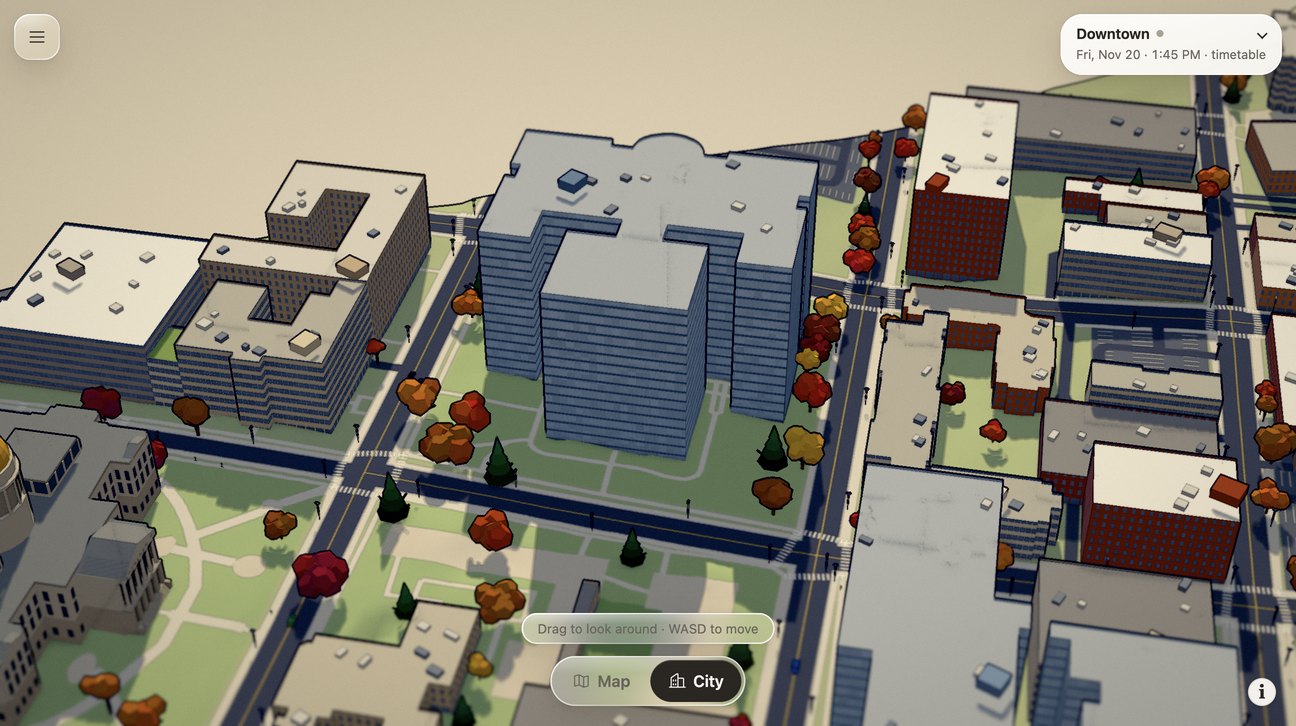 Downtown
Fri, Nov 20 · 1:45 PM · timetable
Drag to look around · WASD to move
Map
City